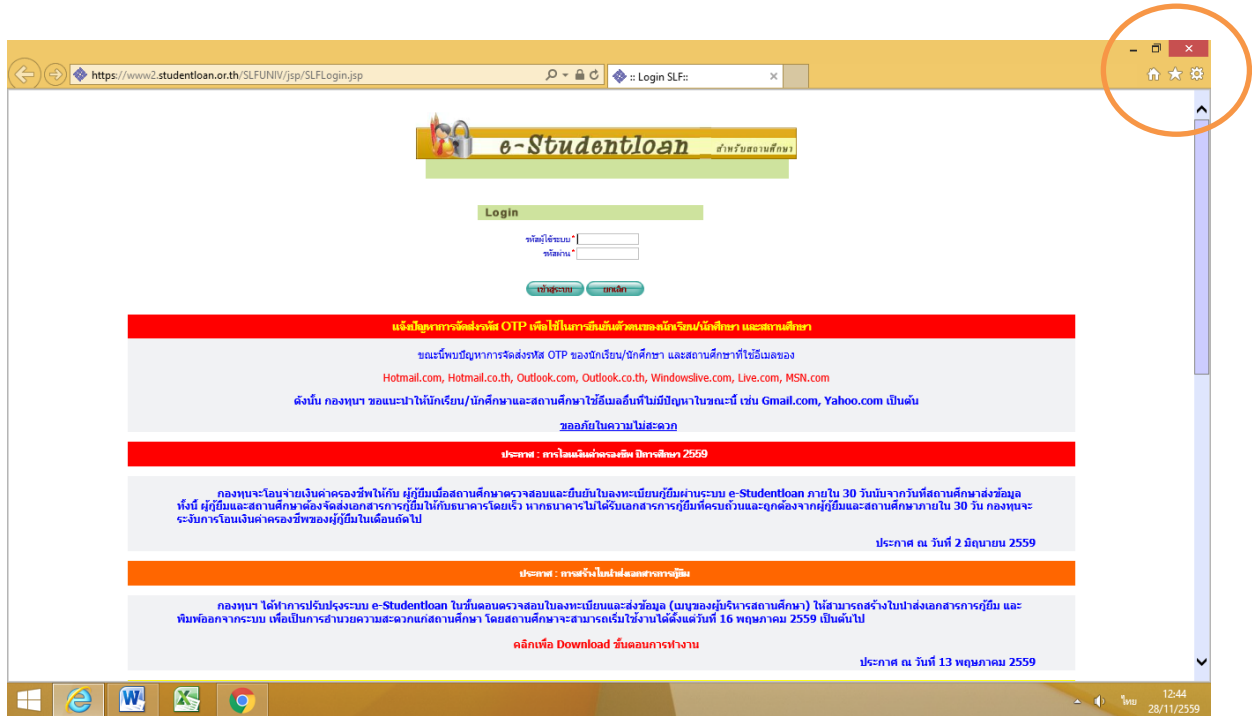 https://www2.studentloan.or.th/SLFUNIV/jsp/SLFLogin.jsp
:: Login SLF::
e-Studentloan สำหรับสถานศึกษา
Login
รหัสผู้ใช้ระบบ *
รหัสผ่าน *
เข้าสู่ระบบ ยกเลิก
แจ้งปัญหาการจัดส่งรหัส OTP เพื่อใช้ในการยืนยันตัวตนของนักเรียน/นักศึกษา และสถานศึกษา
ขณะนี้พบปัญหาการจัดส่งรหัส OTP ของนักเรียน/นักศึกษา และสถานศึกษาที่ใช้อีเมลของ
Hotmail.com, Hotmail.co.th, Outlook.com, Outlook.co.th, Windowslive.com, Live.com, MSN.com
ดังนั้น กองทุนฯ ขอแนะนำให้นักเรียน/นักศึกษาและสถานศึกษาใช้อีเมลอื่นที่ไม่มีปัญหาในขณะนี้ เช่น Gmail.com, Yahoo.com เป็นต้น
ขออภัยในความไม่สะดวก
ประกาศ : การโอนเงินค่าครองชีพ ปีการศึกษา 2559
กองทุนจะโอนจ่ายเงินค่าครองชีพให้กับ ผู้กู้ยืมเมื่อสถานศึกษาตรวจสอบและยืนยันใบลงทะเบียนกู้ยืมผ่านระบบ e-Studentloan ภายใน 30 วันนับจากวันที่สถานศึกษาส่งข้อมูล
ทั้งนี้ ผู้กู้ยืมและสถานศึกษาต้องจัดส่งเอกสารการกู้ยืมให้กับธนาคารโดยเร็ว หากธนาคารไม่ได้รับเอกสารการกู้ยืมที่ครบถ้วนและถูกต้องจากผู้กู้ยืมและสถานศึกษาภายใน 30 วัน กองทุนจะ
ระงับการโอนเงินค่าครองชีพของผู้กู้ยืมในเดือนถัดไป
ประกาศ ณ วันที่ 2 มิถุนายน 2559
ประกาศ : การสร้างใบนำส่งเอกสารการกู้ยืม
กองทุนฯ ได้ทำการปรับปรุงระบบ e-Studentloan ในขั้นตอนตรวจสอบใบลงทะเบียนและส่งข้อมูล (เมนูของผู้บริหารสถานศึกษา) ให้สามารถสร้างใบนำส่งเอกสารการกู้ยืม และ
พิมพ์ออกจากระบบ เพื่อเป็นการอำนวยความสะดวกแก่สถานศึกษา โดยสถานศึกษาจะสามารถเริ่มใช้งานได้ตั้งแต่วันที่ 16 พฤษภาคม 2559 เป็นต้นไป
คลิกเพื่อ Download ขั้นตอนการทำงาน
ประกาศ ณ วันที่ 13 พฤษภาคม 2559
ไทย
12:44
28/11/2559